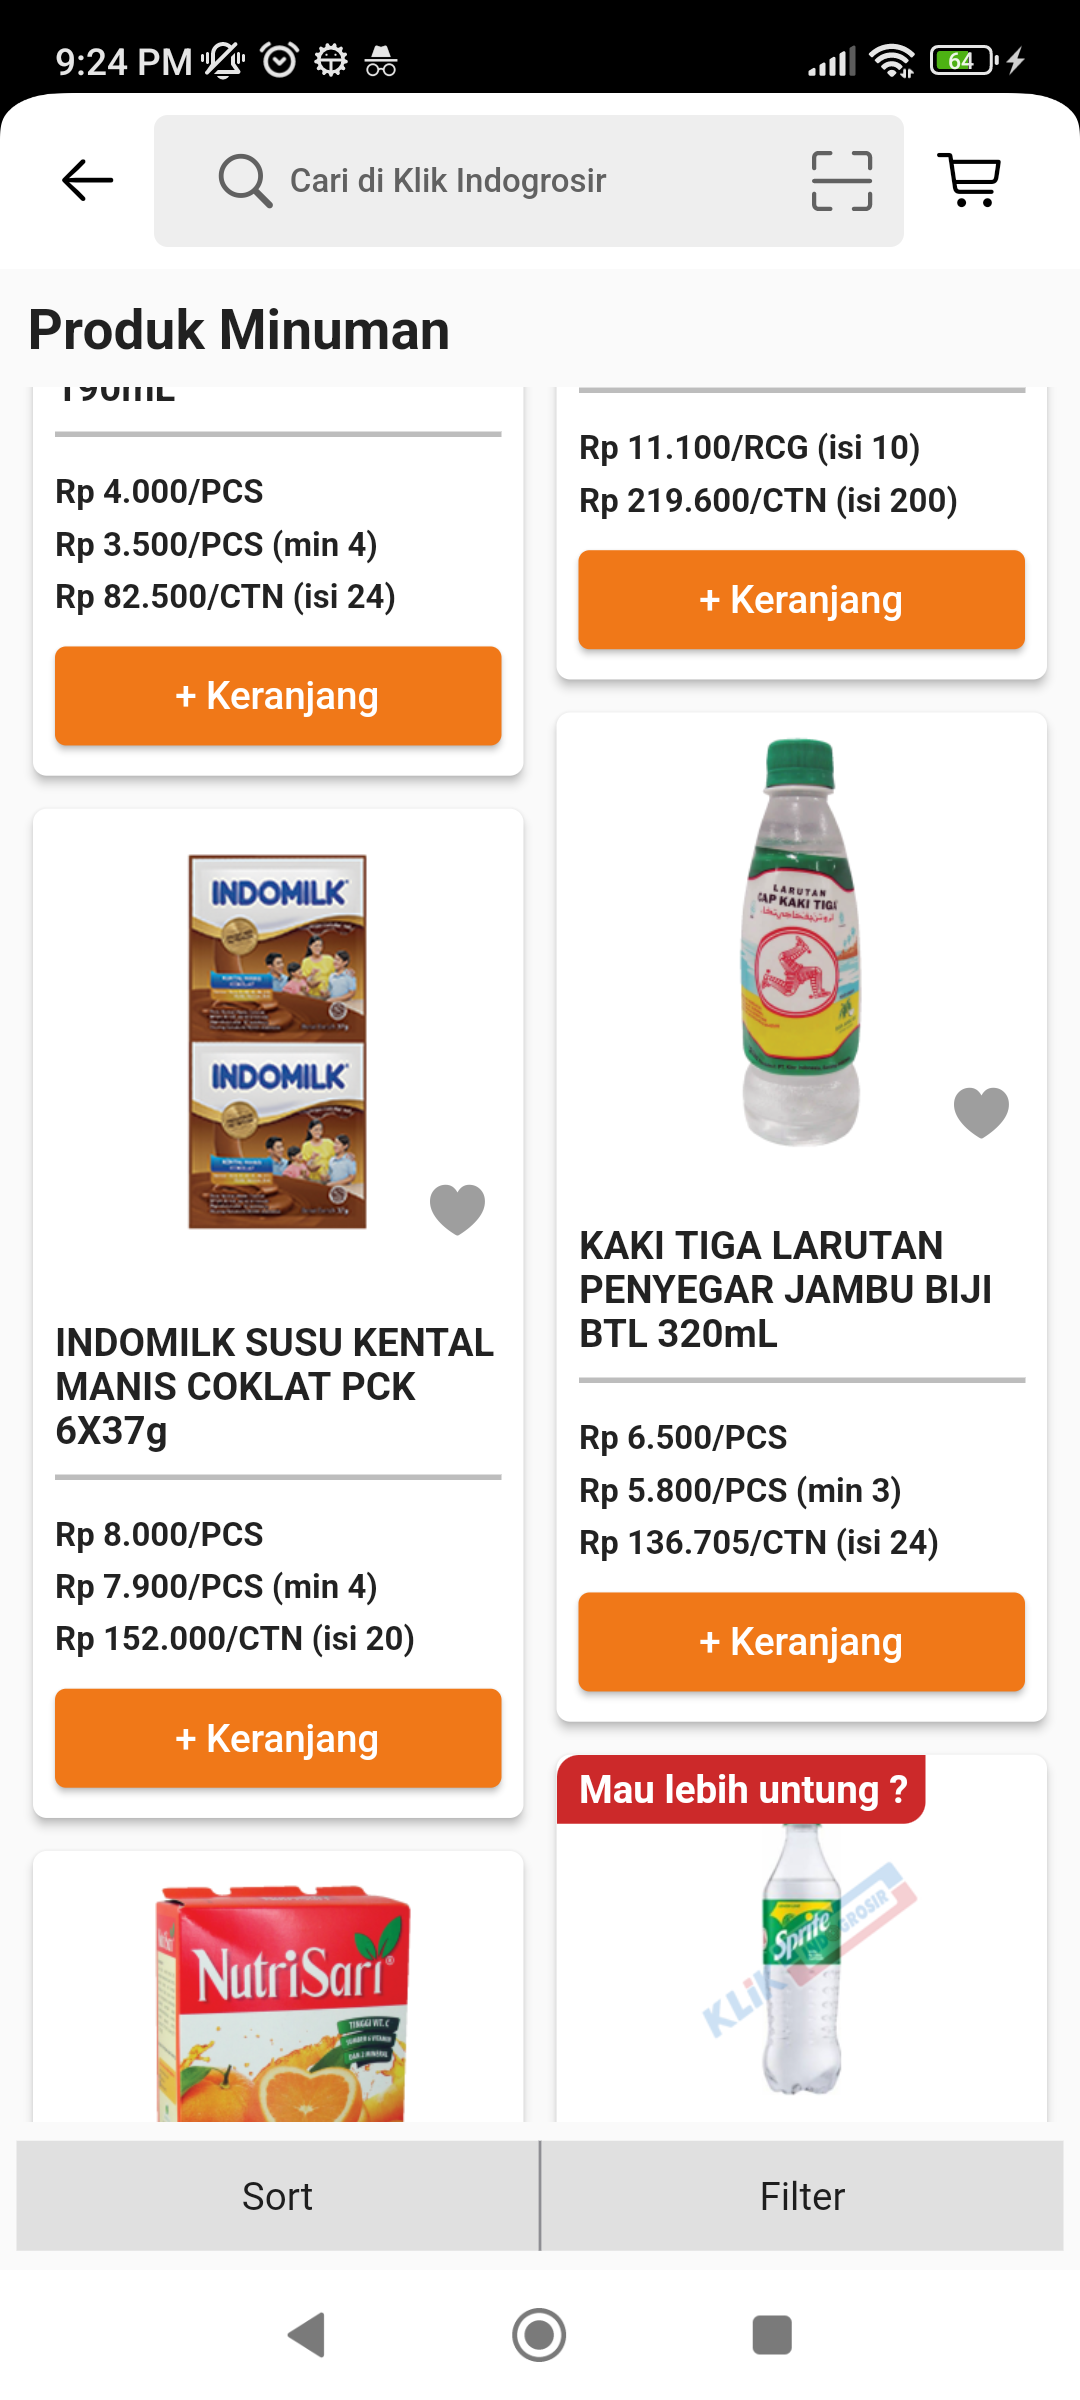 9:24 PM
64
Cari di Klik Indogrosir
Produk Minuman
190mL
Rp 4.000/PCS
Rp 3.500/PCS (min 4)
Rp 82.500/CTN (isi 24)
+ Keranjang
Rp 11.100/RCG (isi 10)
Rp 219.600/CTN (isi 200)
+ Keranjang
INDOMILK
INDOMILK
INDOMILK SUSU KENTAL
MANIS COKLAT PCK
6X37g
Rp 8.000/PCS
Rp 7.900/PCS (min 4)
Rp 152.000/CTN (isi 20)
+ Keranjang
LARUTAN
CAP KAKI TIGA
KAKI TIGA LARUTAN
PENYEGAR JAMBU BIJI
BTL 320mL
Rp 6.500/PCS
Rp 5.800/PCS (min 3)
Rp 136.705/CTN (isi 24)
+ Keranjang
NutriSari
TINGGI VIT. C
Mau lebih untung ?
Sprite
KLiK INDOGROSIR
Sort
Filter